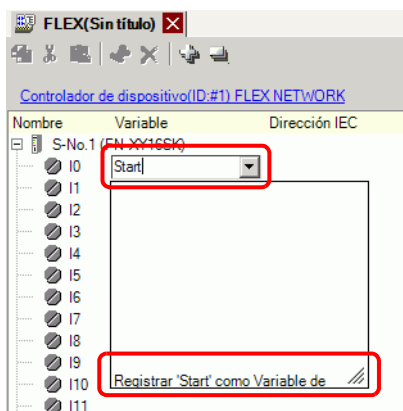 FLEX(Sin título)
Controlador de dispositivo(ID:#1) FLEX NETWORK
Nombre Variable Dirección IEC
S-No.1 (FN-XY16SK)
I0 Start
I1
I2
I3
I4
I5
I6
I7
I8
I9
I10 Registrar 'Start' como Variable de
I11